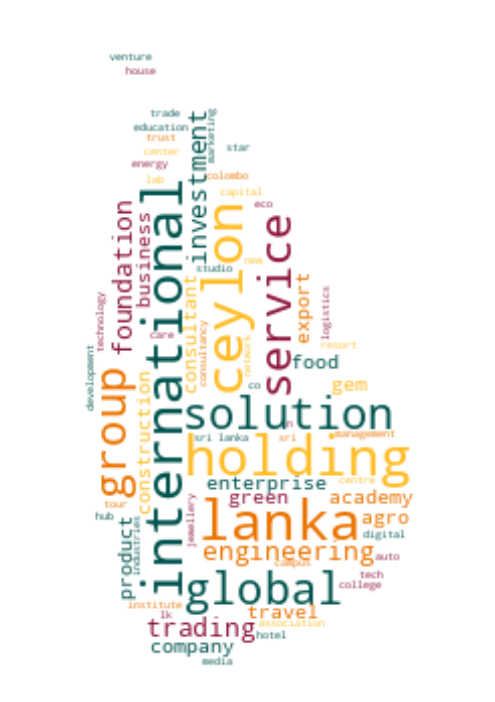 venture
house
trade
education
trust
center
energy
lab
marketing
investment
star
colombo
capital
eco
international
foundation
business
ceylon
service
studio
new
consultant
consultancy
export
logistics
technology
care
network
resort
development
food
co
gem
group
construction
solution
n
sri lanka
sri
management
holding
enterprise
centre
green
academy
tour
hub
product
industries
jewellery
lanka
agro
digital
engineering
auto
campus
tech
college
global
institute
lk
travel
trading
association
hotel
company
media